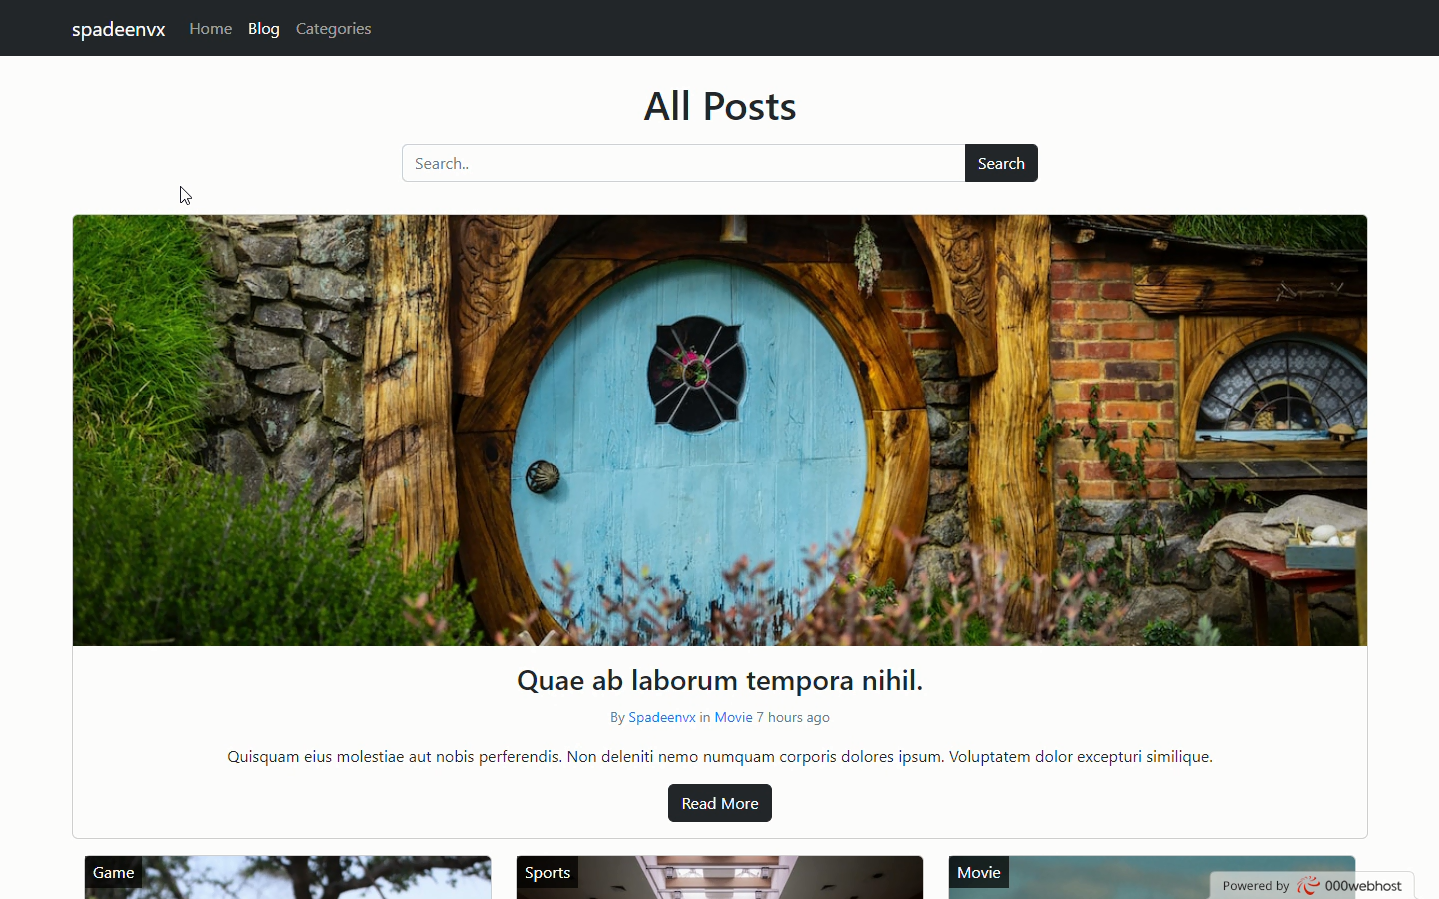 spadeenvx Home Blog Categories
All Posts
Search.. Search
Quae ab laborum tempora nihil.
By Spadeenvx in Movie 7 hours ago
Quisquam eius molestiae aut nobis perferendis. Non deleniti nemo numquam corporis dolores ipsum. Voluptatem dolor excepturi similique.
Read More
Game Sports Movie
Powered by 000webhost